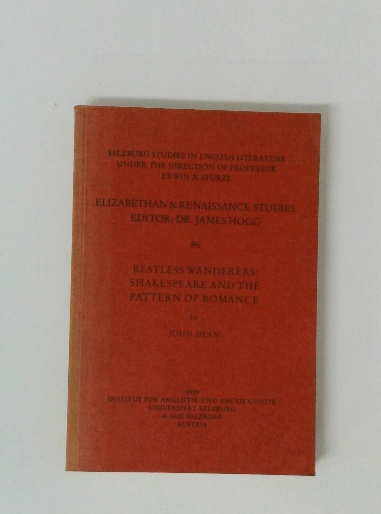 SALZBURG STUDIES IN ENGLISH LITERATURE
UNDER THE DIRECTION OF PROFESSOR
ERWIN A. STÜRZL
ELIZABETHAN & RENAISSANCE STUDIES
EDITOR: DR. JAMES HOGG
86
RESTLESS WANDERERS:
SHAKESPEARE AND THE
PATTERN OF ROMANCE
by
JOHN DEAN
1979
INSTITUT FÜR ANGLISTIK UND AMERIKANISTIK
UNIVERSITÄT SALZBURG
A-5020 SALZBURG
AUSTRIA